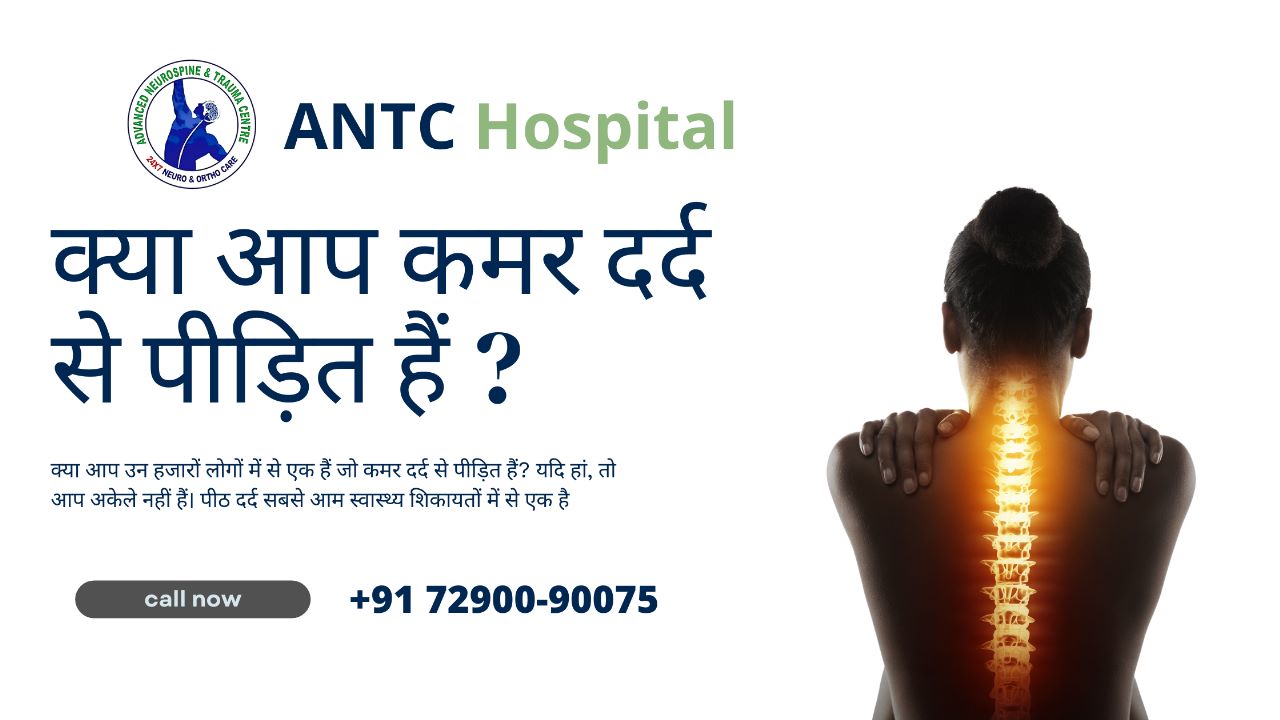 ADVANCED NEUROSPINE & TRAUMA CENTRE
24X7 NEURO & ORTHO CARE
ANTC Hospital
क्या आप कमर दर्द
से पीड़ित हैं ?
क्या आप उन हजारों लोगों में से एक हैं जो कमर दर्द से पीड़ित हैं? यदि हां, तो
आप अकेले नहीं हैं। पीठ दर्द सबसे आम स्वास्थ्य शिकायतों में से एक है
call now
+91 72900-90075